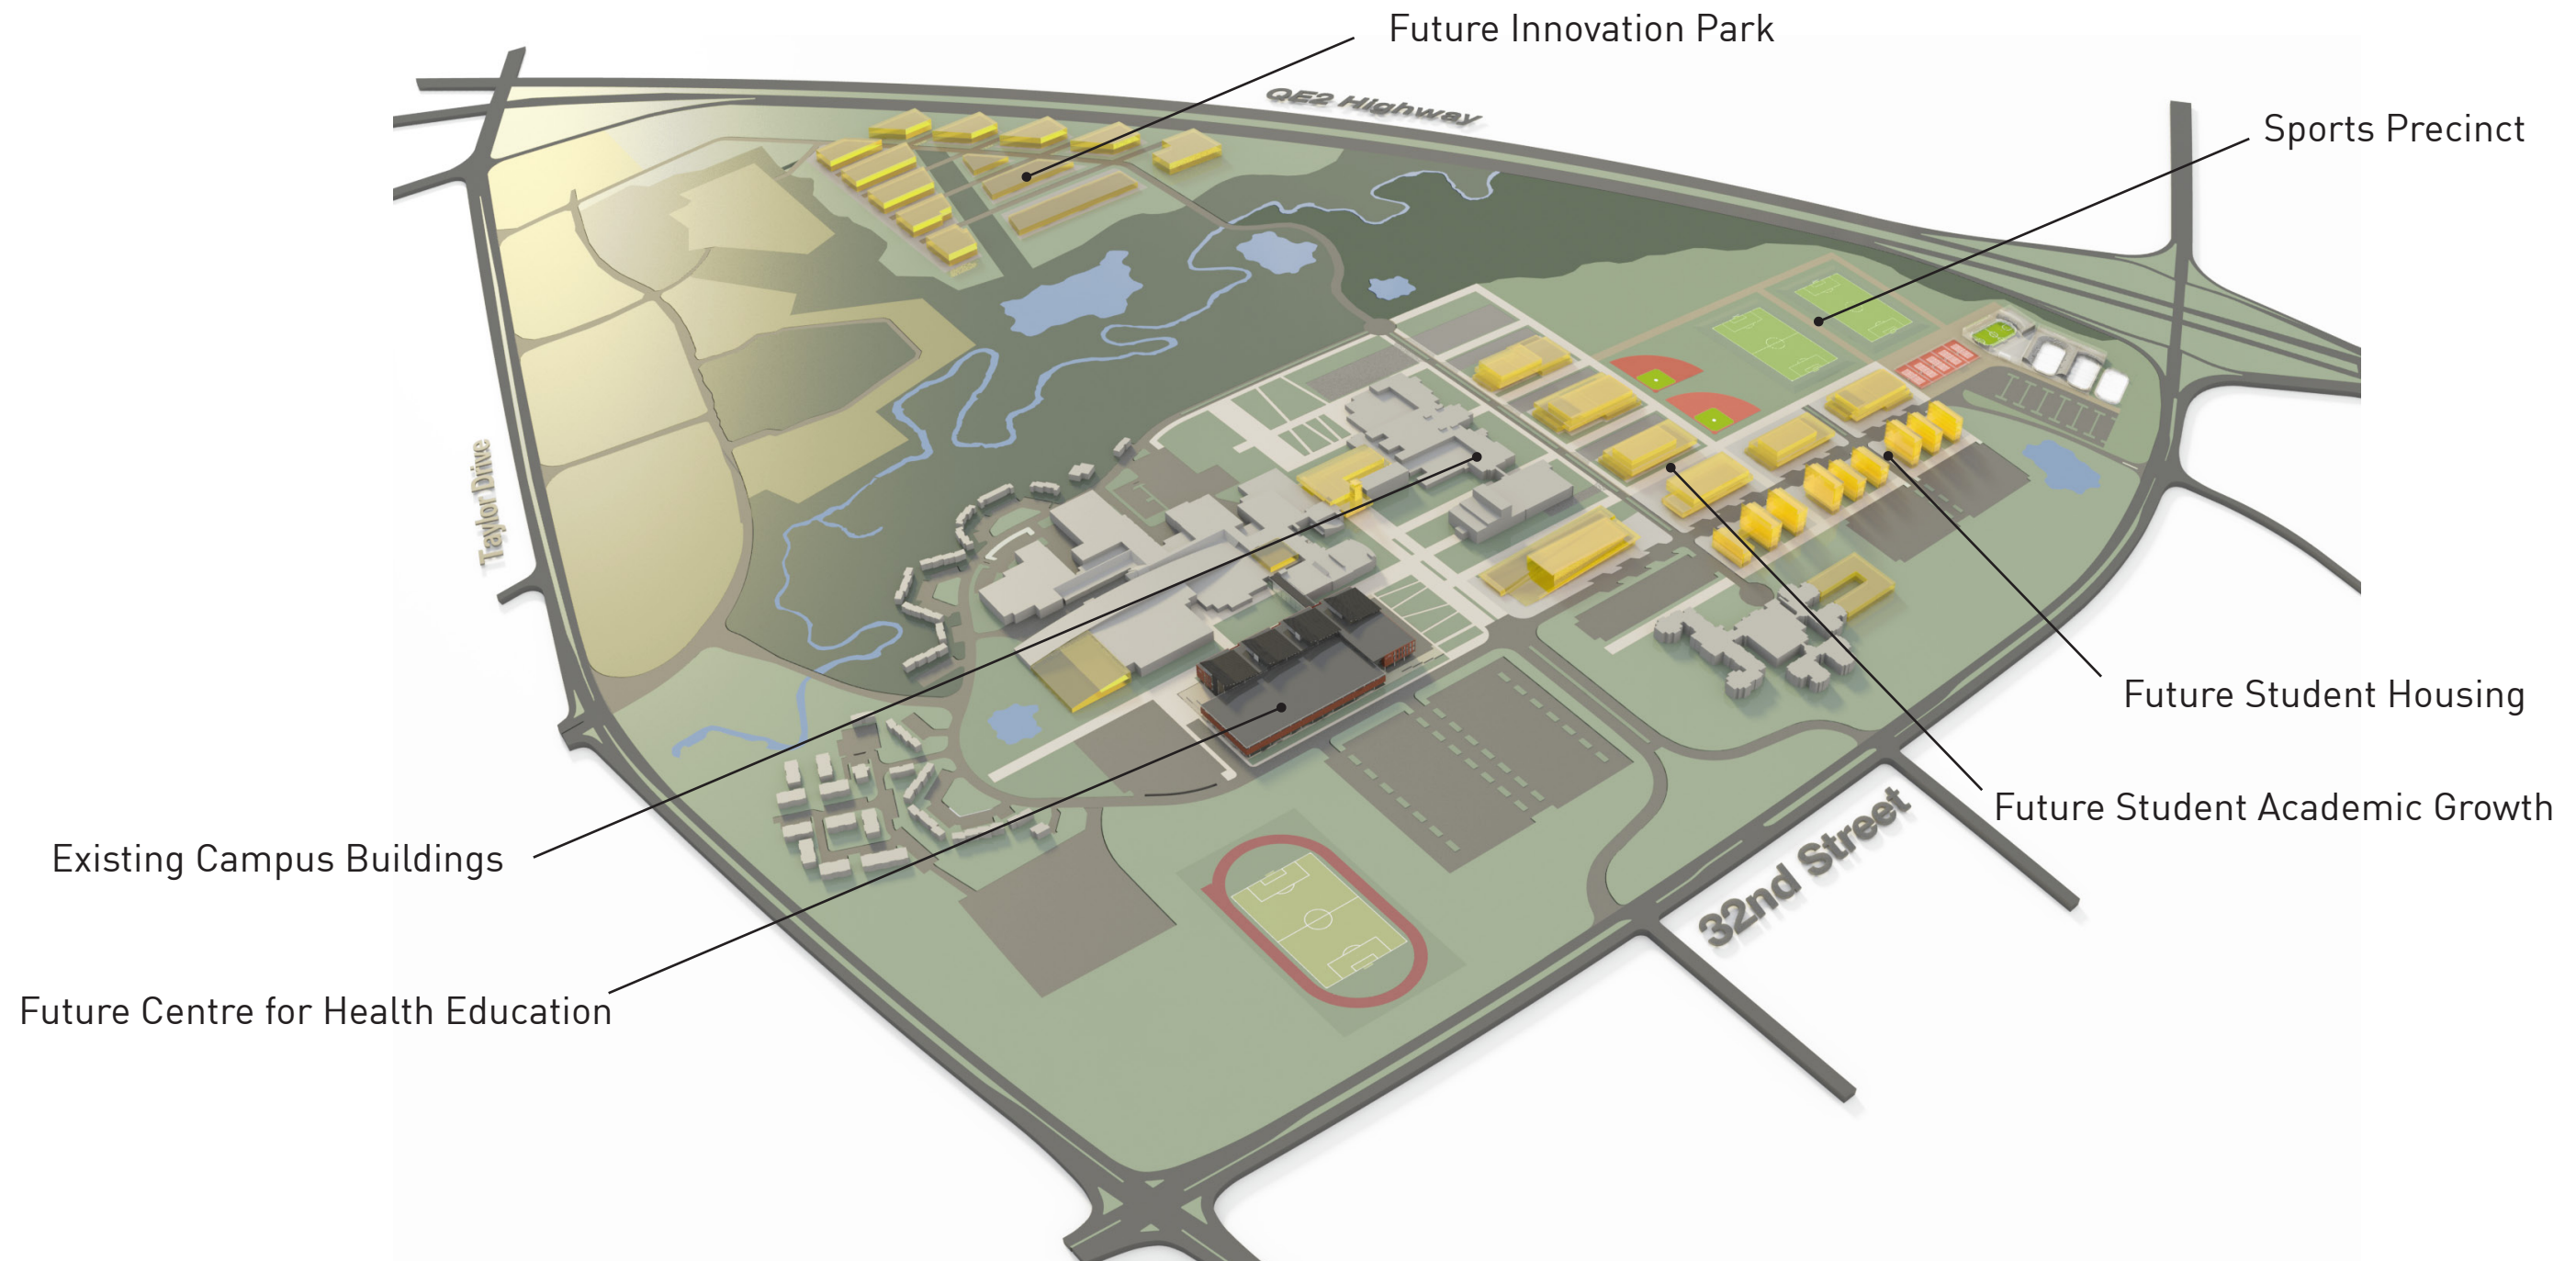 Future Innovation Park
QE2 Highway
Sports Precinct
Taylor Drive
Future Student Housing
Future Student Academic Growth
32nd Street
Existing Campus Buildings
Future Centre for Health Education